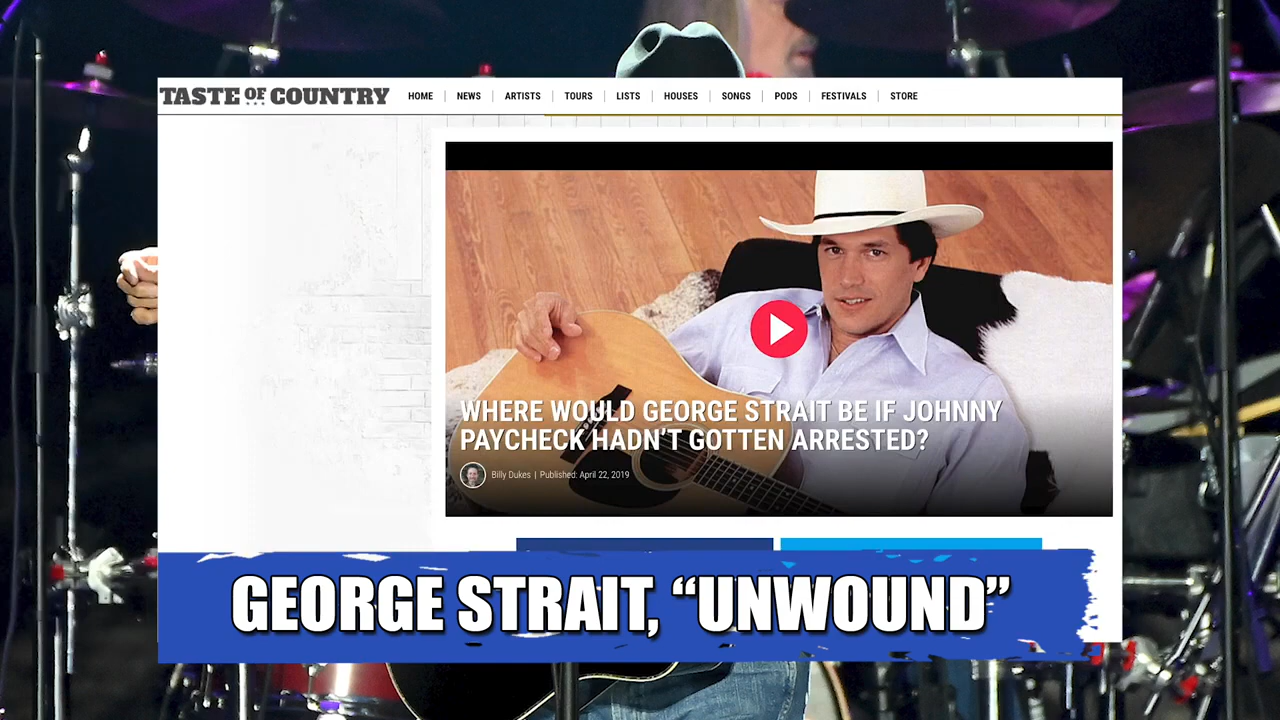 TASTE OF COUNTRY
HOME NEWS ARTISTS TOURS LISTS HOUSES SONGS PODS FESTIVALS STORE
WHERE WOULD GEORGE STRAIT BE IF JOHNNY
PAYCHECK HADN'T GOTTEN ARRESTED?
Billy Dukes | Published: April 22, 2019
GEORGE STRAIT, “UNWOUND”